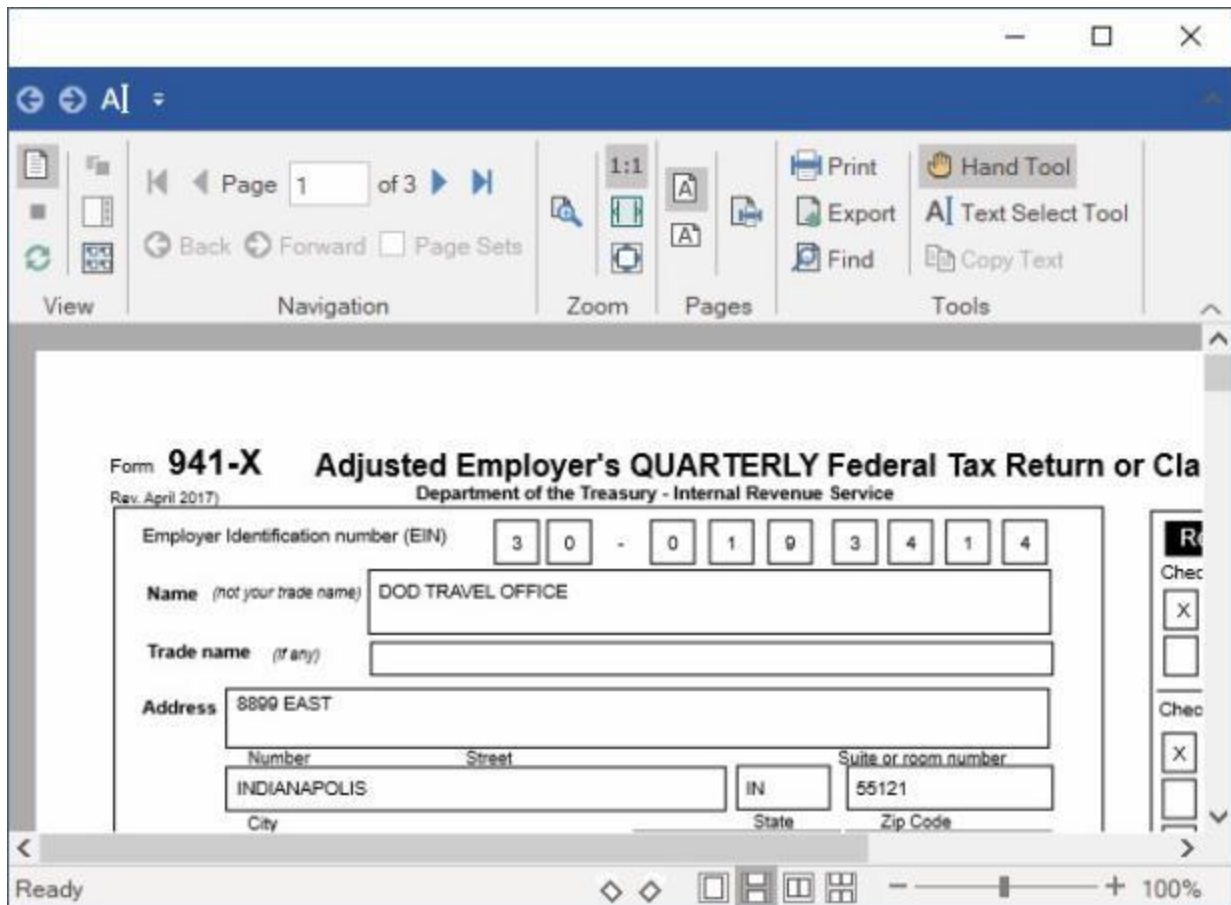 AI
1:1
Page 1 of 3
Print
Hand Tool
Export
AI Text Select Tool
Back Forward Page Sets
Find
Copy Text
View Navigation Zoom Pages Tools
Form 941-X Adjusted Employer's QUARTERLY Federal Tax Return or Cla
Rev. April 2017) Department of the Treasury - Internal Revenue Service
Employer Identification number (EIN) 3 0 - 0 1 9 3 4 1 4
Re
Name (not your trade name) DOD TRAVEL OFFICE
Chec
X
Trade name (If any)
Address 8899 EAST
Chec
Number Street Suite or room number
X
INDIANAPOLIS IN 55121
City State Zip Code
Ready 100%